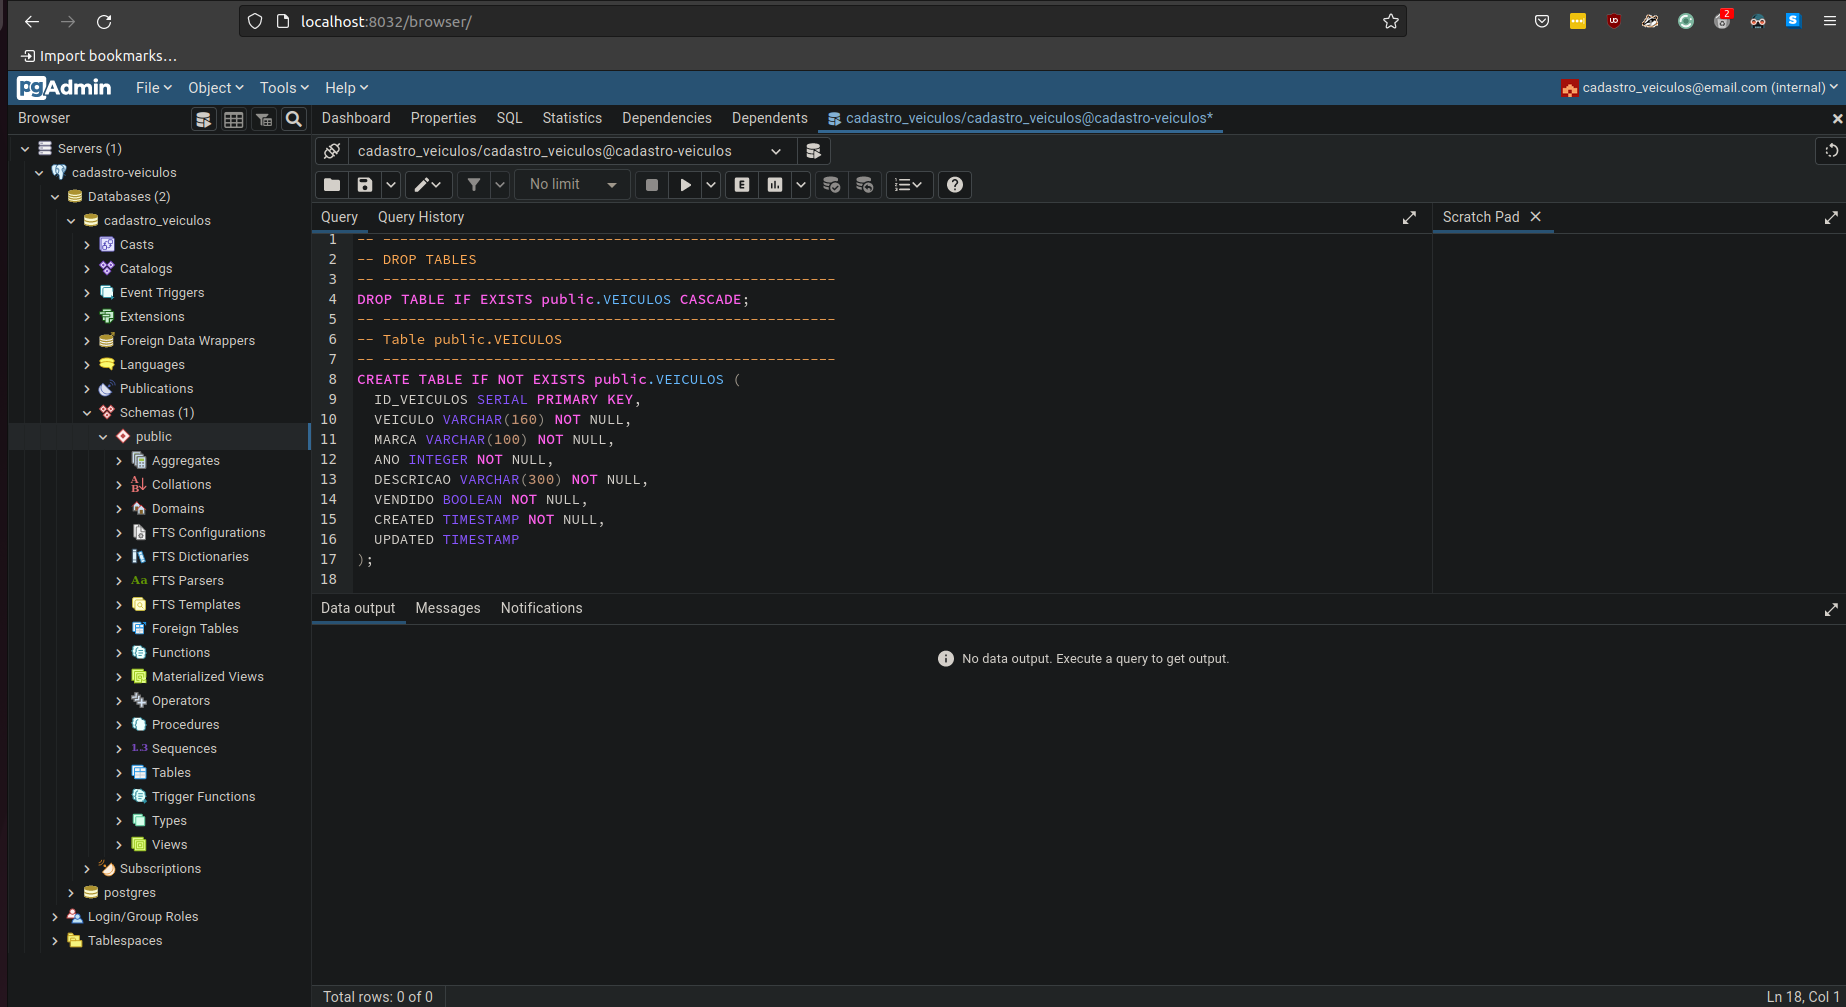 localhost:8032/browser/
2
Import bookmarks...
pgAdmin File Object Tools Help cadastro_veiculos@email.com (internal)
Browser
Dashboard Properties SQL Statistics Dependencies Dependents cadastro_veiculos/cadastro_veiculos@cadastro-veiculos*
Servers (1)
cadastro-veiculos
Databases (2)
cadastro_veiculos
Casts
Catalogs
Event Triggers
Extensions
Foreign Data Wrappers
Languages
Publications
Schemas (1)
public
Aggregates
Collations
Domains
FTS Configurations
FTS Dictionaries
FTS Parsers
FTS Templates
Foreign Tables
Functions
Materialized Views
Operators
Procedures
Sequences
Tables
Trigger Functions
Types
Views
Subscriptions
postgres
Login/Group Roles
Tablespaces
cadastro_veiculos/cadastro_veiculos@cadastro-veiculos
No limit
Query Query History
Scratch Pad
1 -- -----------------------------------------------------
2 -- DROP TABLES
3 -- -----------------------------------------------------
4 DROP TABLE IF EXISTS public.VEICULOS CASCADE;
5 -- -----------------------------------------------------
6 -- Table public.VEICULOS
7 -- -----------------------------------------------------
8 CREATE TABLE IF NOT EXISTS public.VEICULOS (
9 ID_VEICULOS SERIAL PRIMARY KEY,
10 VEICULO VARCHAR(160) NOT NULL,
11 MARCA VARCHAR(100) NOT NULL,
12 ANO INTEGER NOT NULL,
13 DESCRICAO VARCHAR(300) NOT NULL,
14 VENDIDO BOOLEAN NOT NULL,
15 CREATED TIMESTAMP NOT NULL,
16 UPDATED TIMESTAMP
17 );
18
Data output Messages Notifications
No data output. Execute a query to get output.
Total rows: 0 of 0
Ln 18, Col 1